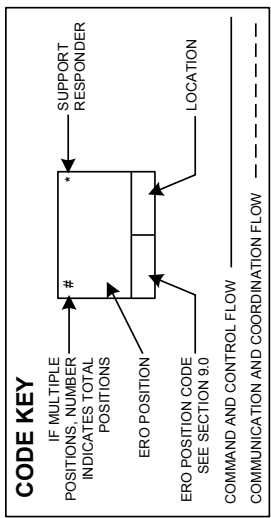 CODE KEY
IF MULTIPLE
POSITIONS, NUMBER
INDICATES TOTAL
POSITIONS
#
*
SUPPORT
RESPONDER
ERO POSITION
ERO POSITION CODE
SEE SECTION 9.0
LOCATION
COMMAND AND CONTROL FLOW
COMMUNICATION AND COORDINATION FLOW